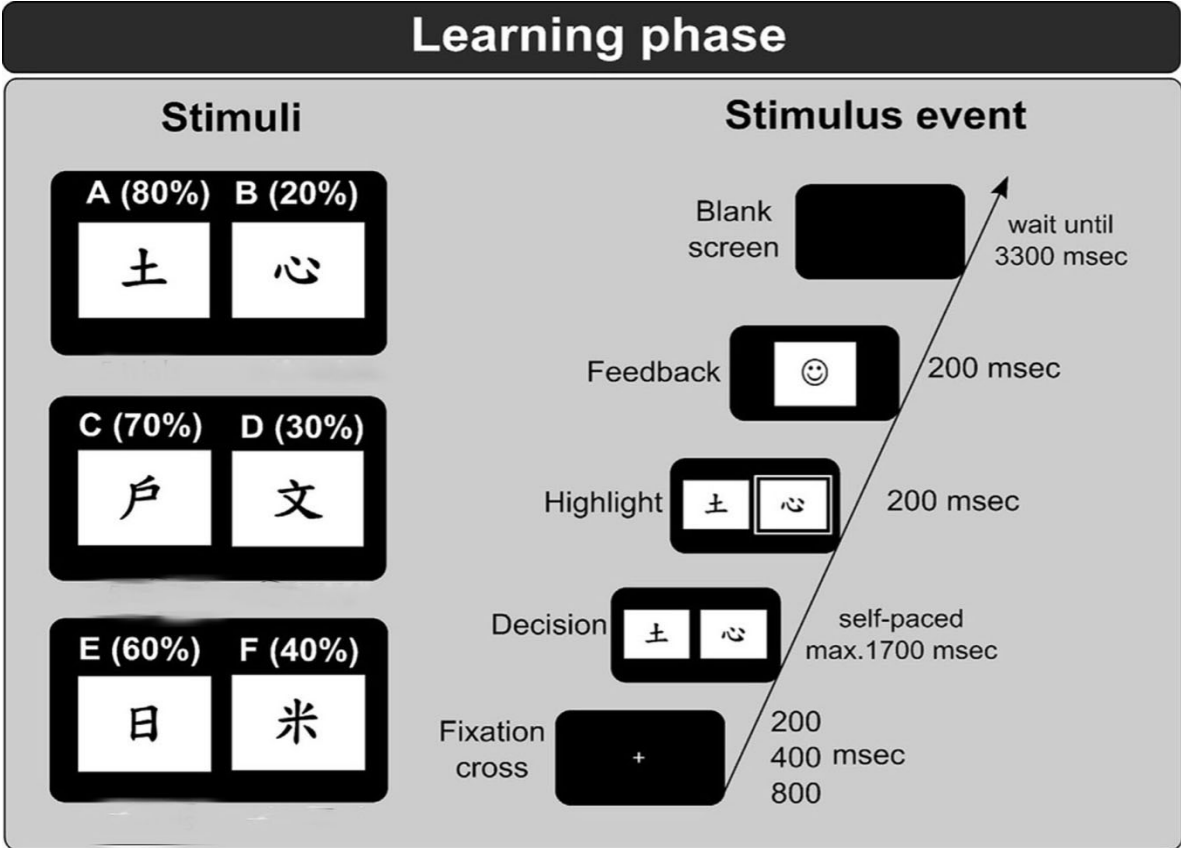 Learning phase
Stimuli
A (80%) B (20%)
土 心
C (70%) D (30%)
戶 文
E (60%) F (40%)
日 米
Stimulus event
Blank
screen
wait until
3300 msec
Feedback
200 msec
Highlight
土 心
200 msec
Decision
土 心
self-paced
max.1700 msec
Fixation
cross
+
200
400 msec
800